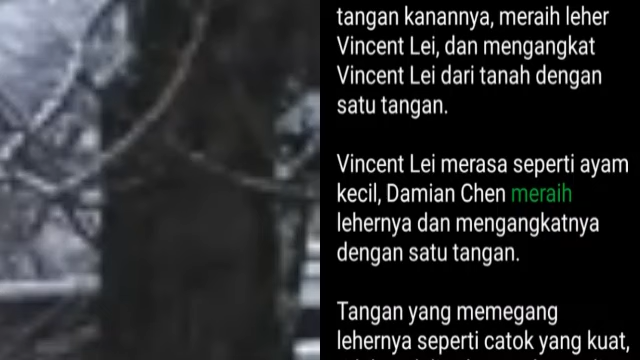 tangan kanannya, meraih leher
Vincent Lei, dan mengangkat
Vincent Lei dari tanah dengan
satu tangan.
Vincent Lei merasa seperti ayam
kecil, Damian Chen meraih
lehernya dan mengangkatnya
dengan satu tangan.
Tangan yang memegang
lehernya seperti catok yang kuat,